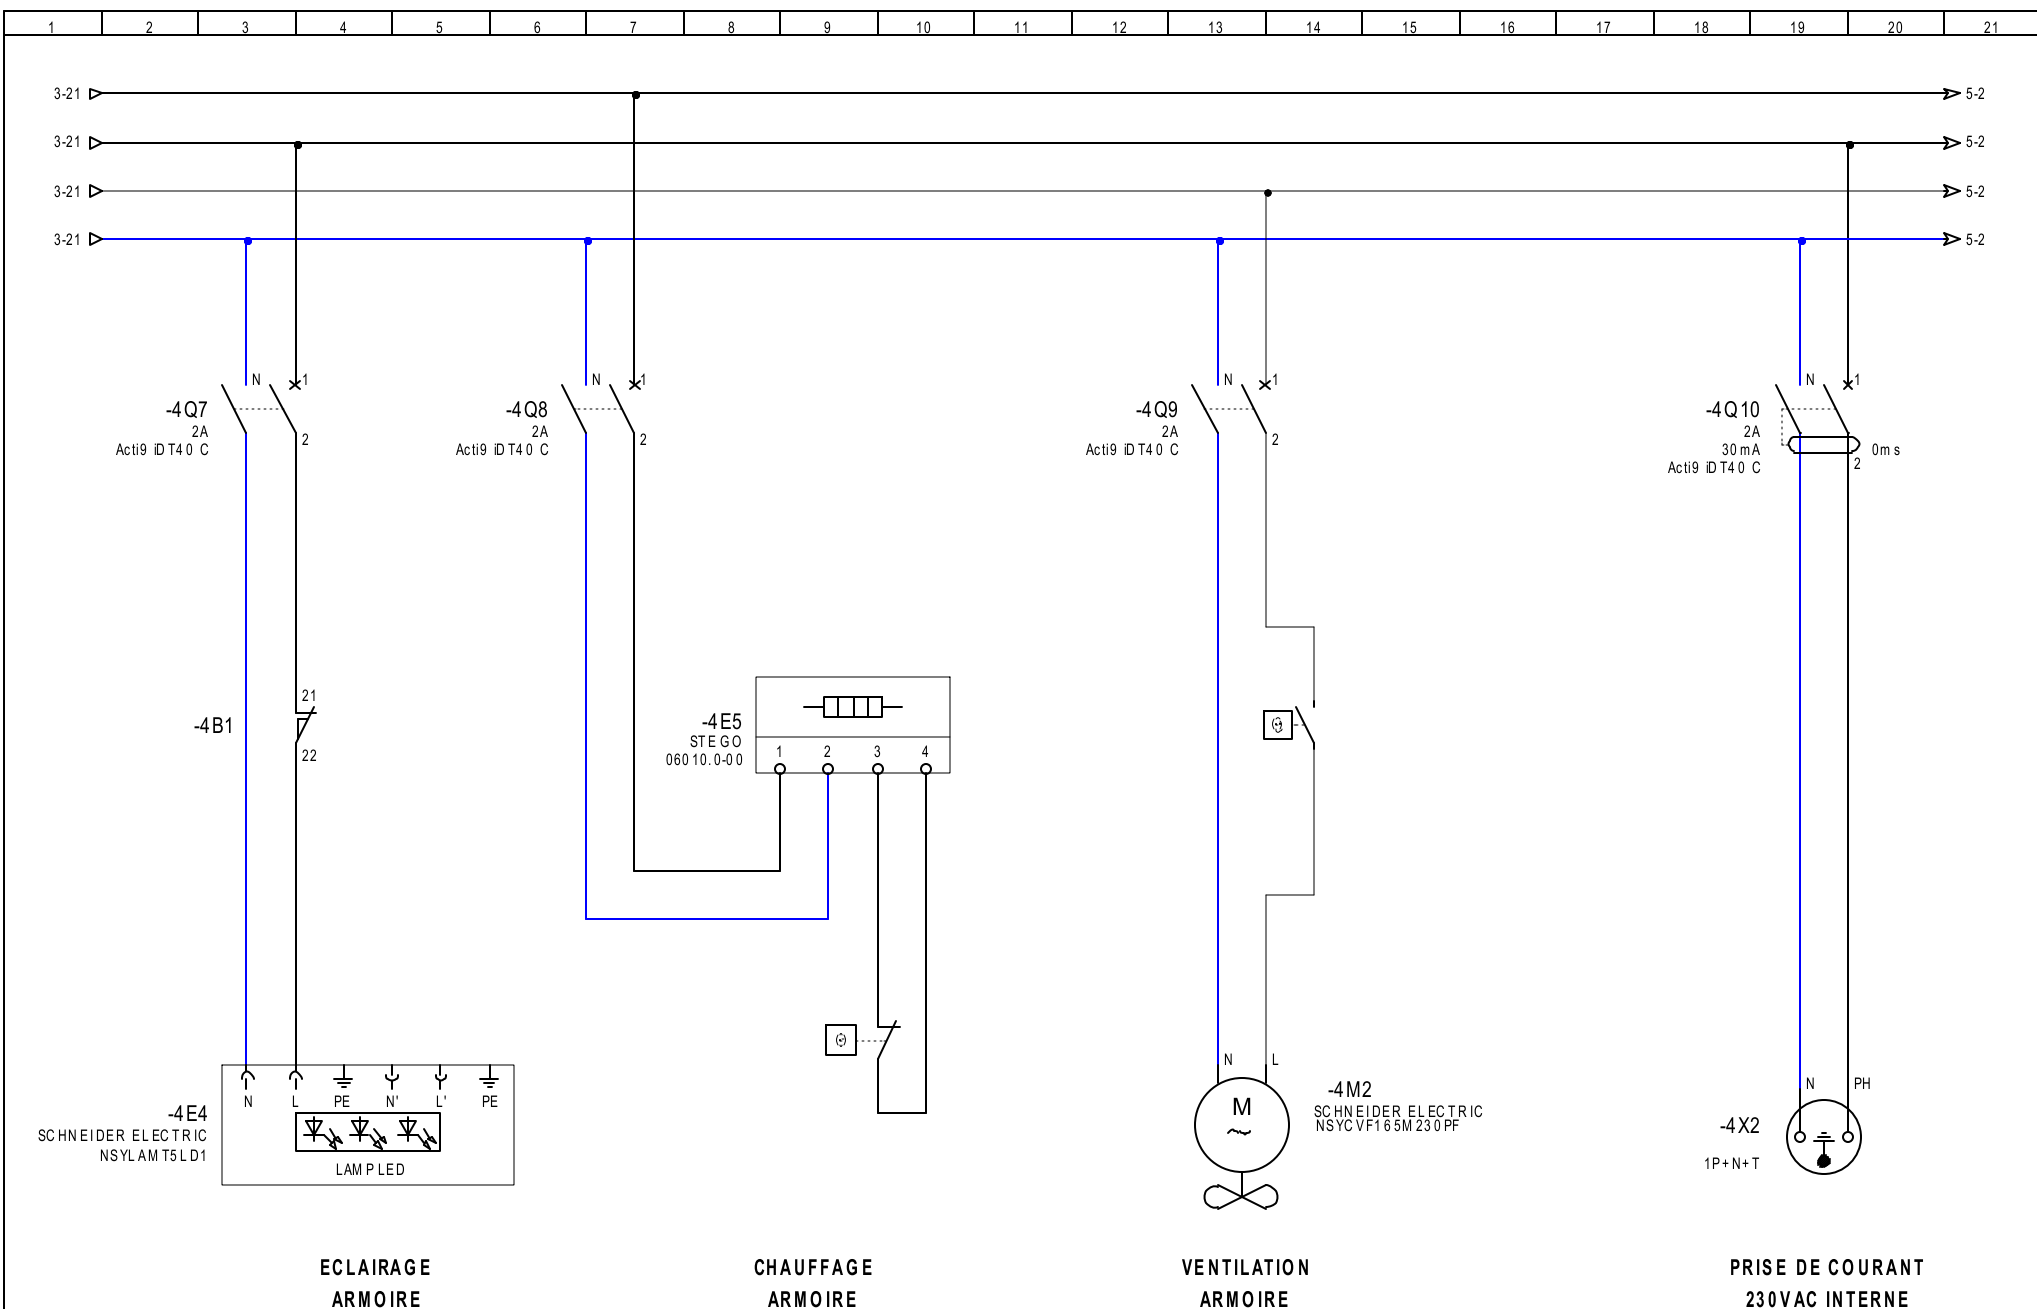 1 2 3 4 5 6 7 8 9 10 11 12 13 14 15 16 17 18 19 20 21
3-21 5-2
3-21 5-2
3-21 5-2
3-21 5-2
N 1 N 1 N 1 N 1
-4Q7 -4Q8 -4Q9 -4Q10
2A 2A 2A 2A
2 2 2
Acti9 iDT40 C Acti9 iDT40 C Acti9 iDT40 C 30mA 0ms
2
Acti9 iDT40 C
21
-4B1
22
-4E5
STEGO
06010.0-00
1 2 3 4
N L
N PH
-4E4
SCHNEIDER ELECTRIC
NSYLAMT5LD1
N L PE N' L' PE
LAMP LED
M
-4M2
SCHNEIDER ELECTRIC
NSYCVF165M230PF
-4X2
1P+N+T
ECLAIRAGE CHAUFFAGE VENTILATION PRISE DE COURANT
ARMOIRE ARMOIRE ARMOIRE 230VAC INTERNE